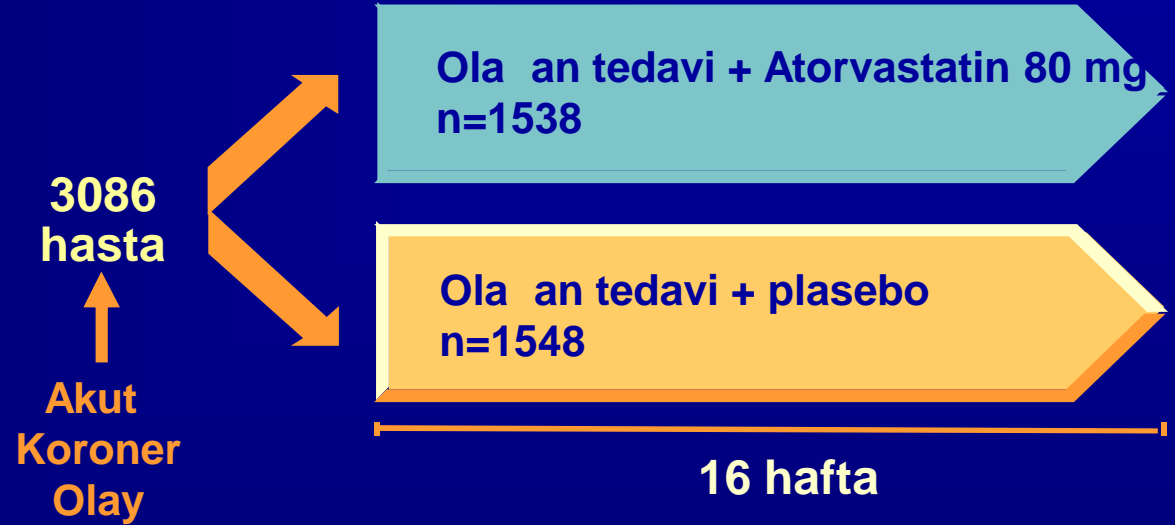 3086
hasta
Akut
Koroner
Olay
Ola an tedavi + Atorvastatin 80 mg
n=1538
Ola an tedavi + plasebo
n=1548
16 hafta